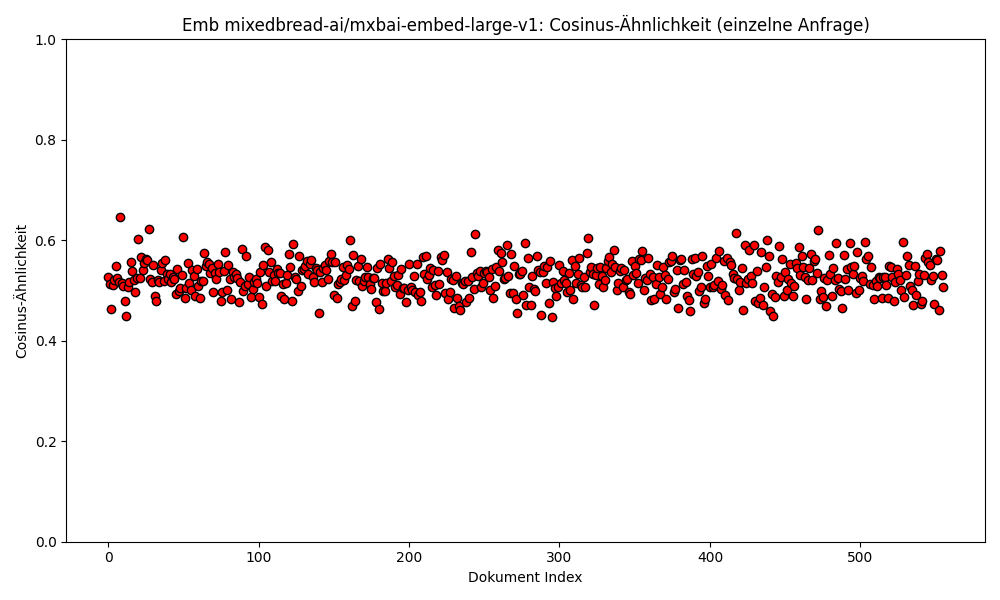 Emb mixedbread-ai/mxbai-embed-large-v1: Cosinus-Ähnlichkeit (einzelne Anfrage)
1.0
0.8
0.6
0.4
0.2
0.0
Cosinus-Ähnlichkeit
0 100 200 300 400 500
Dokument Index